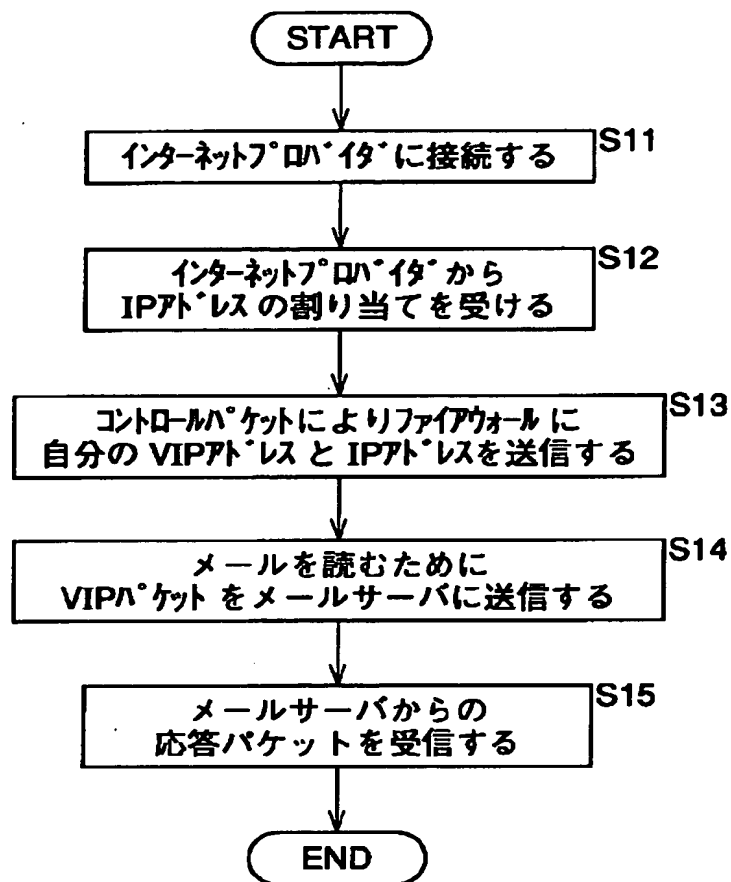 START
S11
インターネットプロバイダに接続する
S12
インターネットプロバイダから
IPアドレスの割り当てを受ける
S13
コントロールパケットによりファイアウォールに
自分のVIPアドレスとIPアドレスを送信する
S14
メールを読むために
VIPパケットをメールサーバに送信する
S15
メールサーバからの
応答パケットを受信する
END